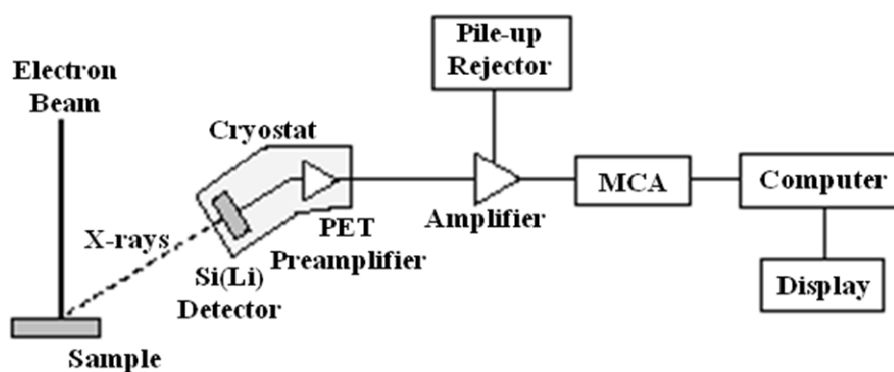 Electron
Beam
Cryostat
Pile-up
Rejector
X-rays
Si(Li)
Detector
PET
Preamplifier
Amplifier
MCA
Computer
Display
Sample